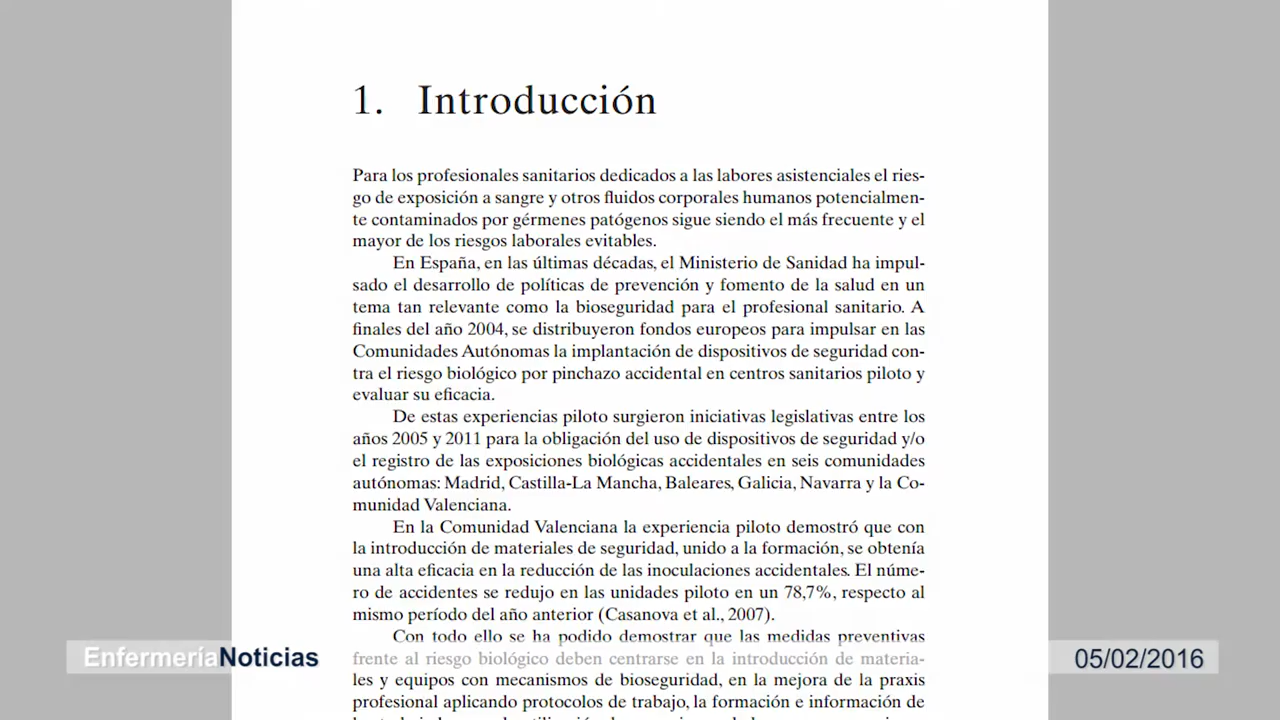 1. Introducción
Para los profesionales sanitarios dedicados a las labores asistenciales el ries-
go de exposición a sangre y otros fluidos corporales humanos potencialmen-
te contaminados por gérmenes patógenos sigue siendo el más frecuente y el
mayor de los riesgos laborales evitables.
En España, en las últimas décadas, el Ministerio de Sanidad ha impul-
sado el desarrollo de políticas de prevención y fomento de la salud en un
tema tan relevante como la bioseguridad para el profesional sanitario. A
finales del año 2004, se distribuyeron fondos europeos para impulsar en las
Comunidades Autónomas la implantación de dispositivos de seguridad con-
tra el riesgo biológico por pinchazo accidental en centros sanitarios piloto y
evaluar su eficacia.
De estas experiencias piloto surgieron iniciativas legislativas entre los
años 2005 y 2011 para la obligación del uso de dispositivos de seguridad y/o
el registro de las exposiciones biológicas accidentales en seis comunidades
autónomas: Madrid, Castilla-La Mancha, Baleares, Galicia, Navarra y la Co-
munidad Valenciana.
En la Comunidad Valenciana la experiencia piloto demostró que con
la introducción de materiales de seguridad, unido a la formación, se obtenía
una alta eficacia en la reducción de las inoculaciones accidentales. El núme-
ro de accidentes se redujo en las unidades piloto en un 78,7%, respecto al
mismo período del año anterior (Casanova et al., 2007).
Con todo ello se ha podido demostrar que las medidas preventivas
frente al riesgo biológico deben centrarse en la introducción de materia-
les y equipos con mecanismos de bioseguridad, en la mejora de la praxis
profesional aplicando protocolos de trabajo, la formación e información de
EnfermeríaNoticias
05/02/2016